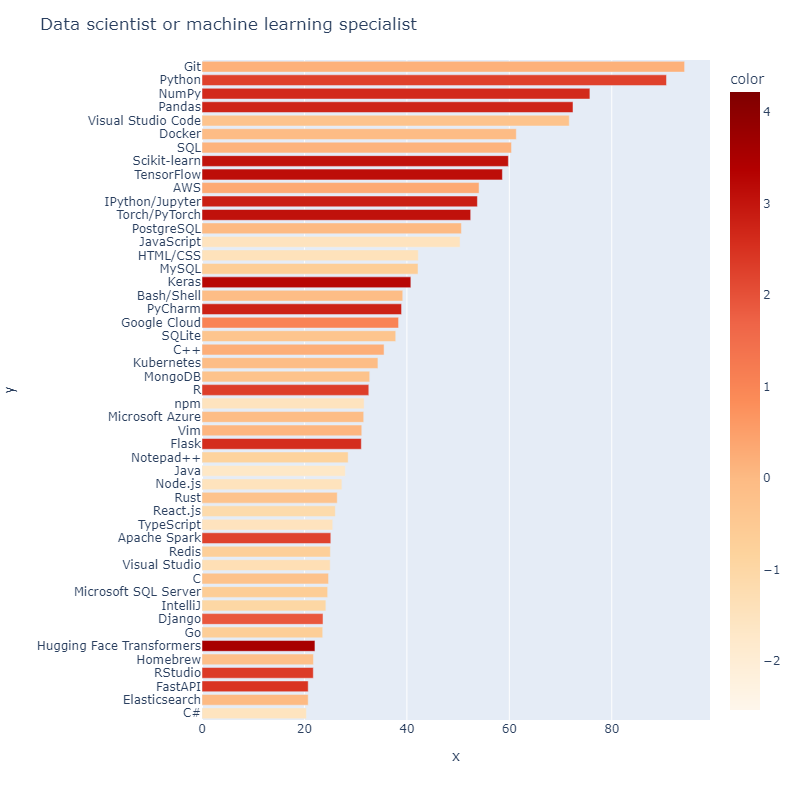 Data scientist or machine learning specialist
Git
Python
NumPy
Pandas
Visual Studio Code
Docker
SQL
Scikit-learn
TensorFlow
AWS
IPython/Jupyter
Torch/PyTorch
PostgreSQL
JavaScript
HTML/CSS
MySQL
Keras
Bash/Shell
PyCharm
Google Cloud
SQLite
C++
Kubernetes
MongoDB
R
npm
Microsoft Azure
Vim
Flask
Notepad++
Java
Node.js
Rust
React.js
TypeScript
Apache Spark
Redis
Visual Studio
C
Microsoft SQL Server
IntelliJ
Django
Go
Hugging Face Transformers
Homebrew
RStudio
FastAPI
Elasticsearch
C#
y
0 20 40 60 80
x
color
4
3
2
1
0
−1
−2